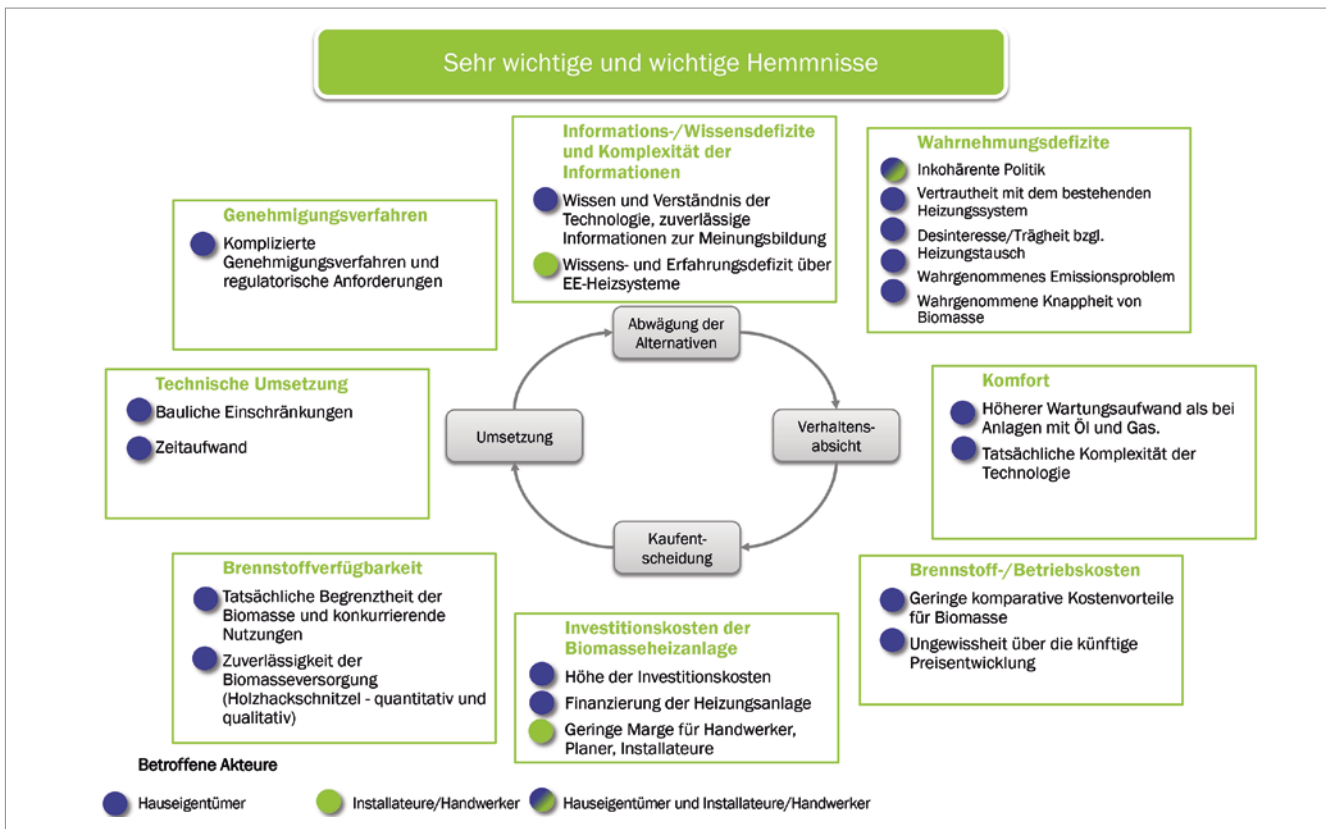 Sehr wichtige und wichtige Hemmnisse
Informations-/Wissensdefizite
und Komplexität der
Informationen
Wissen und Verständnis der
Technologie, zuverlässige
Informationen zur Meinungsbildung
Wissens- und Erfahrungsdefizit über
EE-Heizsysteme
Wahrnehmungsdefizite
Inkohärente Politik
Vertrautheit mit dem bestehenden
Heizungssystem
Desinteresse/Trägheit bzgl.
Heizungstausch
Wahrgenommenes Emissionsproblem
Wahrgenommene Knappheit von
Biomasse
Genehmigungsverfahren
Komplizierte
Genehmigungsverfahren und
regulatorische Anforderungen
Abwägung der
Alternativen
Technische Umsetzung
Bauliche Einschränkungen
Zeitaufwand
Umsetzung
Verhaltens-
absicht
Komfort
Höherer Wartungsaufwand als bei
Anlagen mit Öl und Gas.
Tatsächliche Komplexität der
Technologie
Kaufent-
scheidung
Brennstoffverfügbarkeit
Tatsächliche Begrenztheit der
Biomasse und konkurrierende
Nutzungen
Zuverlässigkeit der
Biomasseversorgung
(Holzhackschnitzel - quantitativ und
qualitativ)
Investitionskosten der
Biomasseheizanlage
Höhe der Investitionskosten
Finanzierung der Heizungsanlage
Geringe Marge für Handwerker,
Planer, Installateure
Brennstoff-/Betriebskosten
Geringe komparative Kostenvorteile
für Biomasse
Ungewissheit über die künftige
Preisentwicklung
Betroffene Akteure
Hauseigentümer
Installateure/Handwerker
Hauseigentümer und Installateure/Handwerker